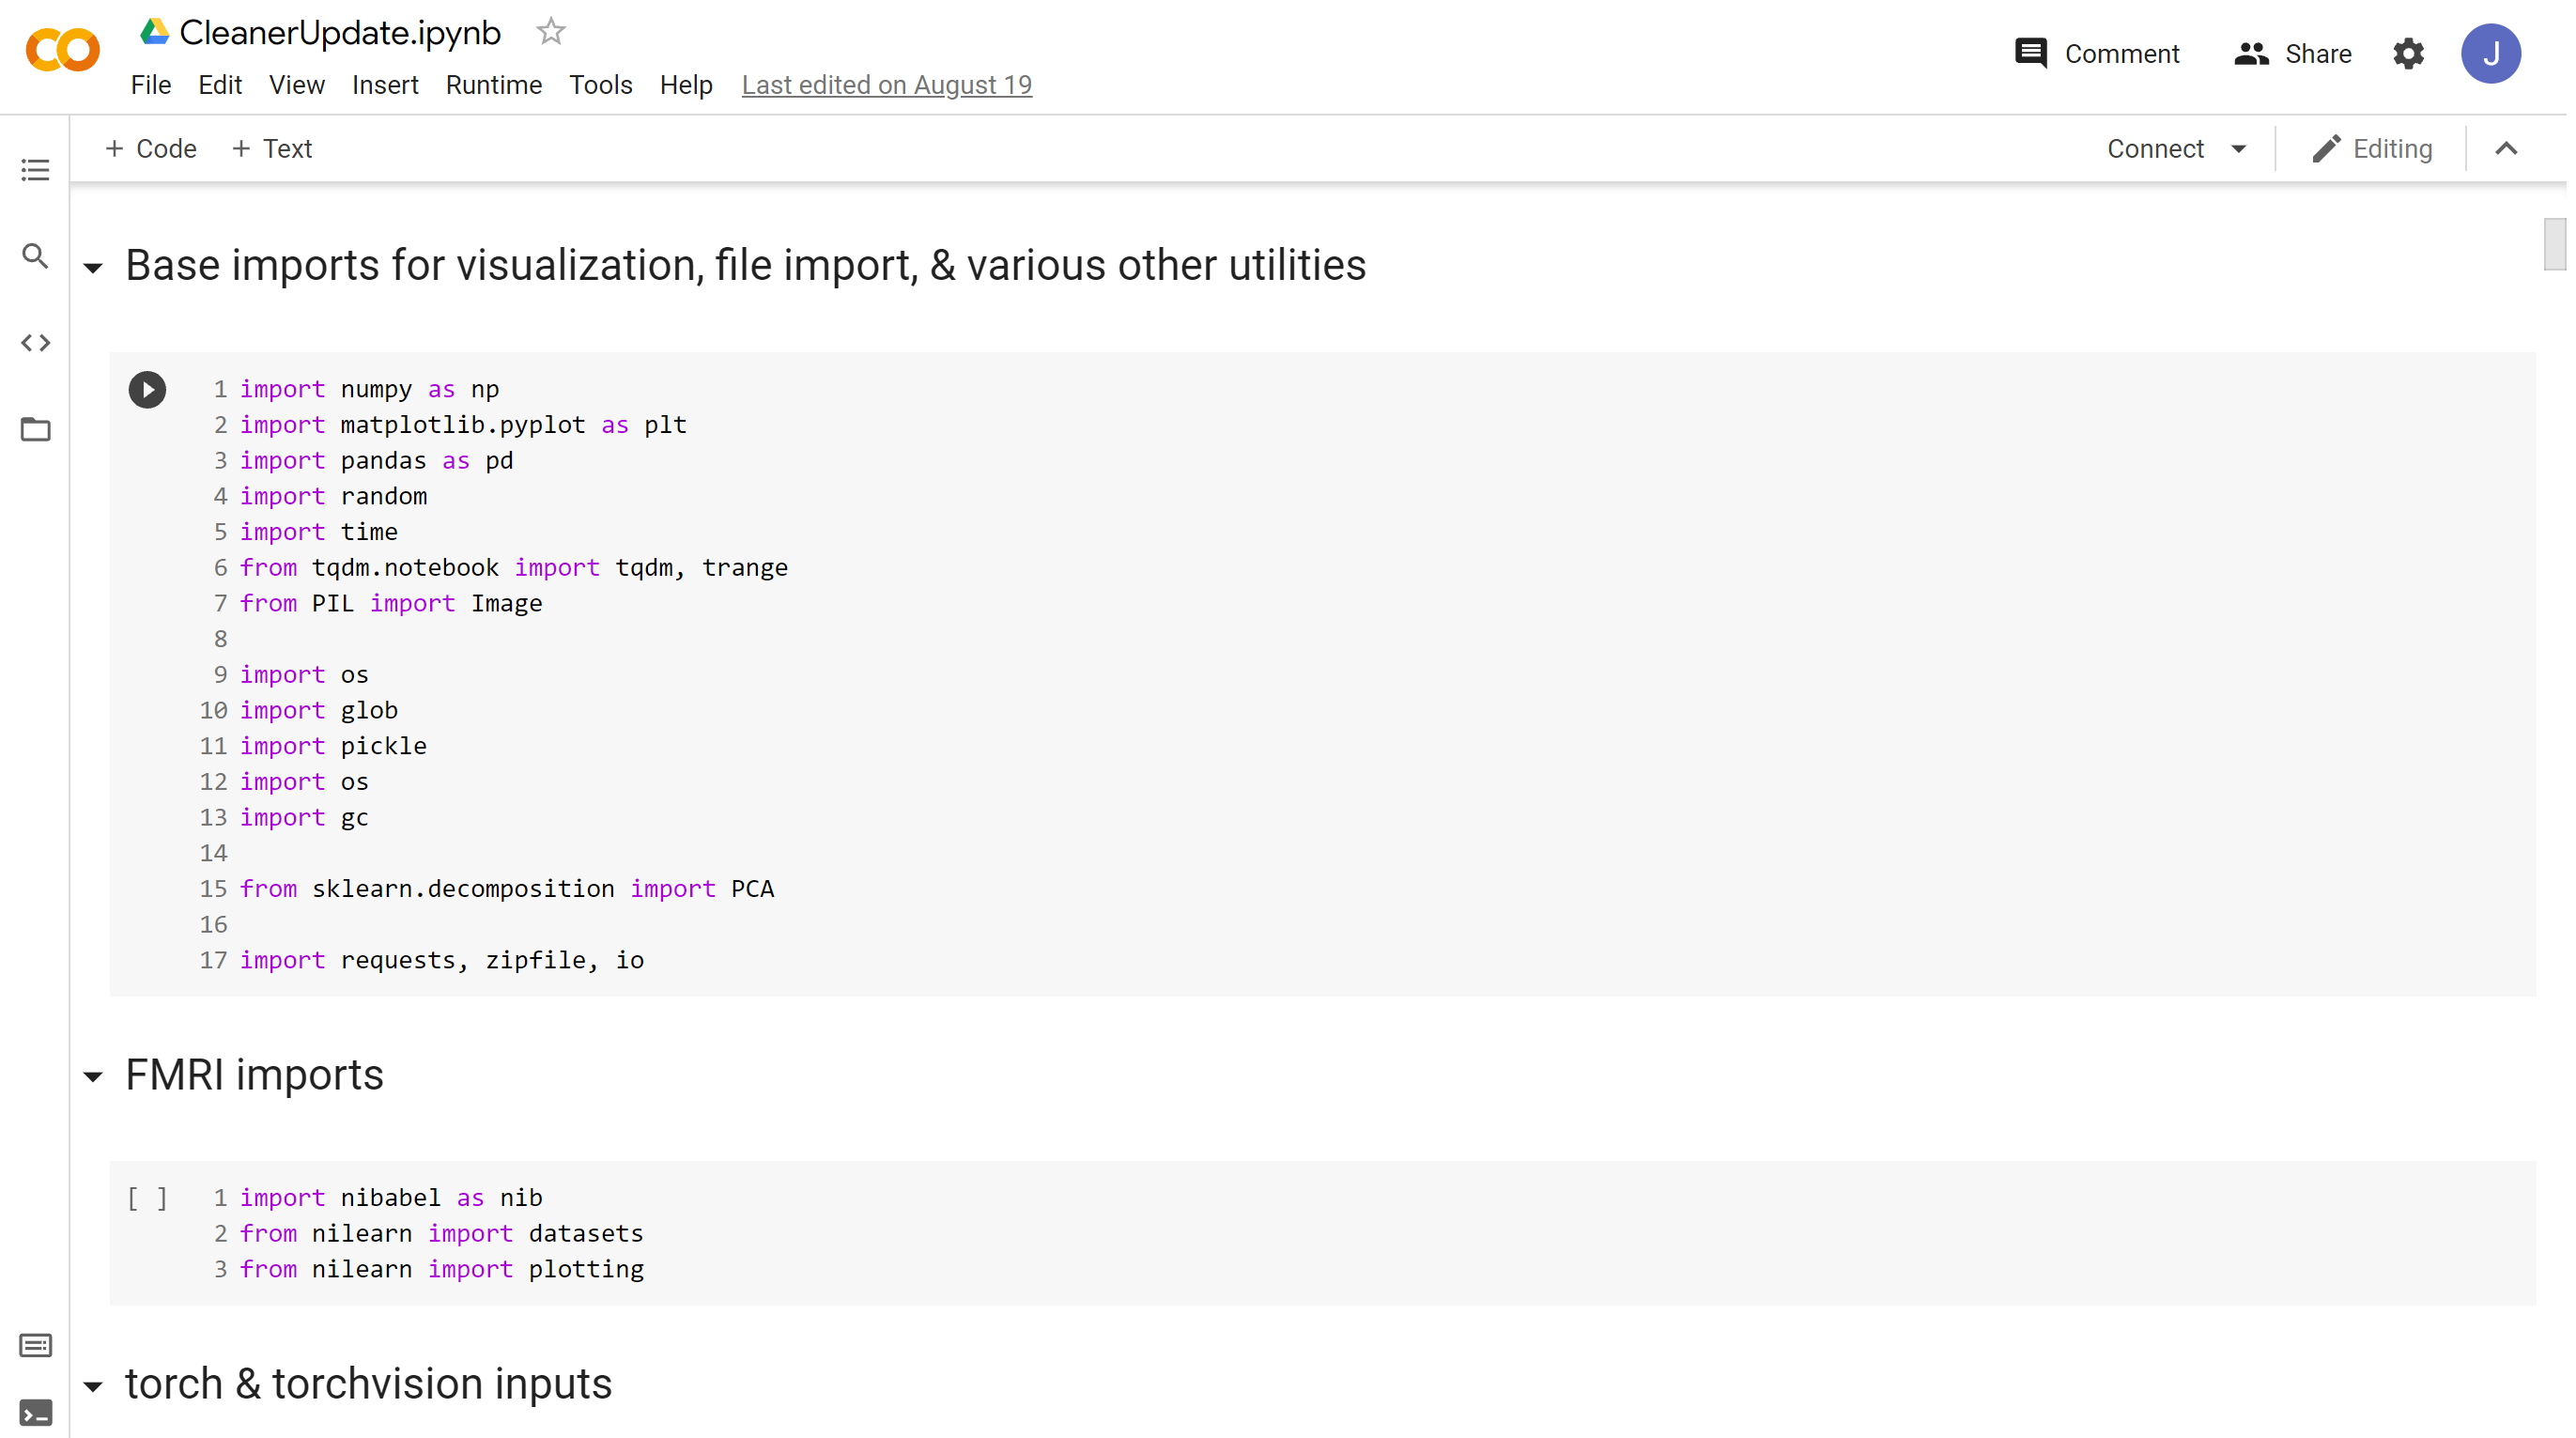 CleanerUpdate.ipynb
File Edit View Insert Runtime Tools Help Last edited on August 19
Comment Share J
+ Code + Text Connect Editing
Base imports for visualization, file import, & various other utilities
1 import numpy as np
2 import matplotlib.pyplot as plt
3 import pandas as pd
4 import random
5 import time
6 from tqdm.notebook import tqdm, trange
7 from PIL import Image
8
9 import os
10 import glob
11 import pickle
12 import os
13 import gc
14
15 from sklearn.decomposition import PCA
16
17 import requests, zipfile, io
FMRI imports
[ ] 1 import nibabel as nib
2 from nilearn import datasets
3 from nilearn import plotting
torch & torchvision inputs